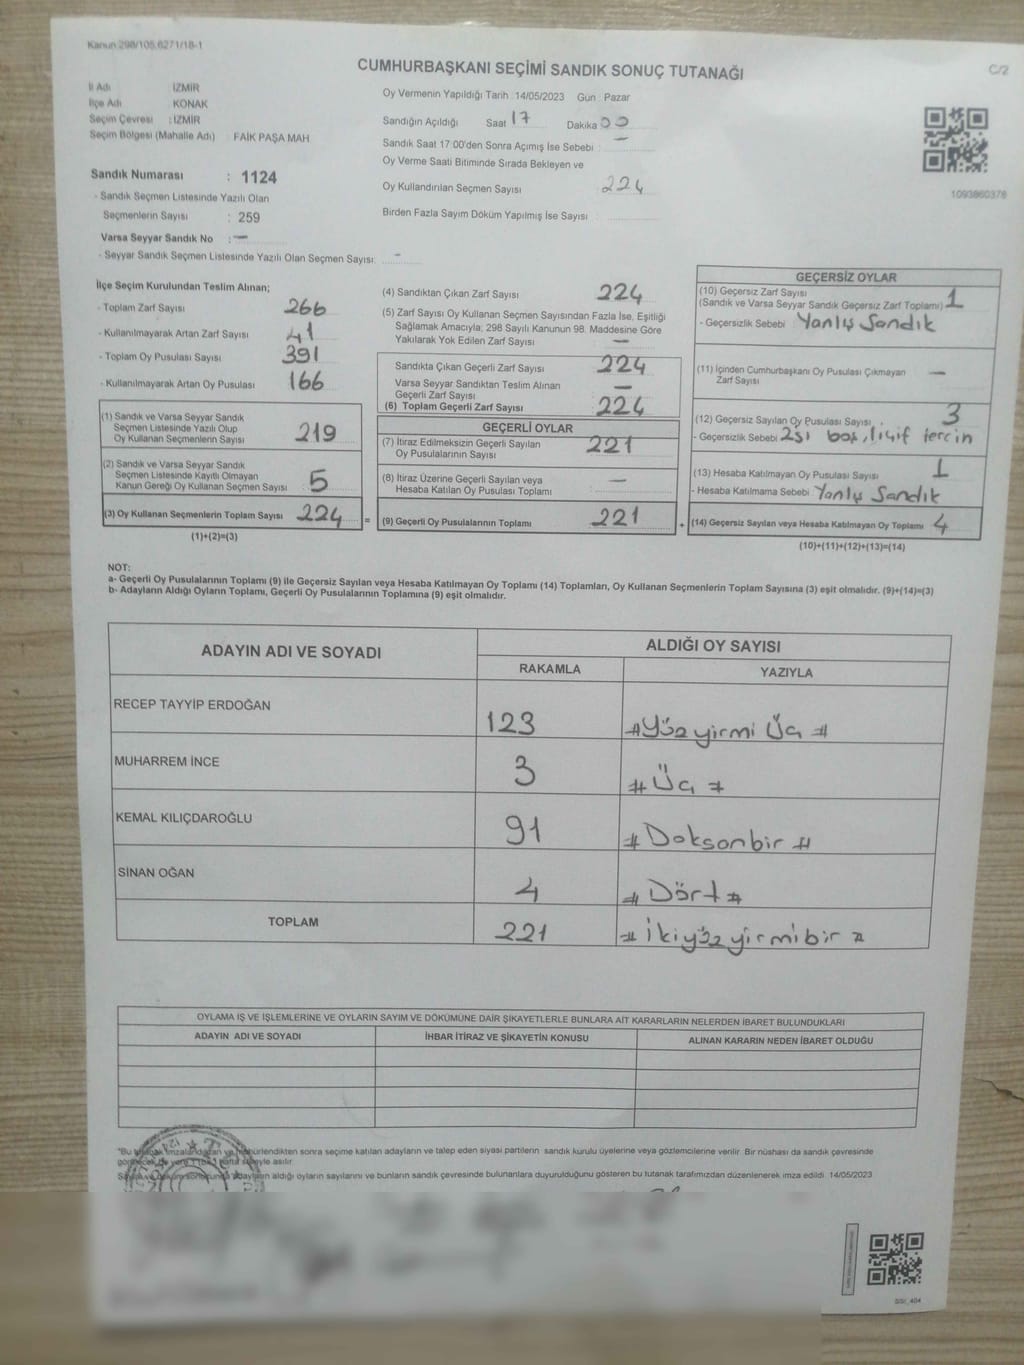 Kanun 298/105,6271/18-1
C/2
CUMHURBAŞKANI SEÇİMİ SANDIK SONUÇ TUTANAĞI
İl Adı : İZMİR
İlçe Adı : KONAK
Seçim Çevresi : İZMİR
Seçim Bölgesi (Mahalle Adı) : FAİK PAŞA MAH
Sandık Numarası : 1124
- Sandık Seçmen Listesinde Yazılı Olan
Seçmenlerin Sayısı : 259
Varsa Seyyar Sandık No : -
- Seyyar Sandık Seçmen Listesinde Yazılı Olan Seçmen Sayısı: -
Oy Vermenin Yapıldığı Tarih :14/05/2023 Gün : Pazar
Sandığın Açıldığı Saat 17 Dakika 00
Sandık Saat 17 00'den Sonra Açımış İse Sebebi : -
Oy Verme Saati Bitiminde Sırada Bekleyen ve
Oy Kullandırılan Seçmen Sayısı 224
Birden Fazla Sayım Döküm Yapılmış İse Sayısı :
1093860376
İlçe Seçim Kurulundan Teslim Alınan;
- Toplam Zarf Sayısı 266
- Kullanılmayarak Artan Zarf Sayısı 41
- Toplam Oy Pusulası Sayısı 391
- Kullanılmayarak Artan Oy Pusulası 166
(1) Sandık ve Varsa Seyyar Sandık
Seçmen Listesinde Yazılı Olup
Oy Kullanan Seçmenlerin Sayısı 219
(2) Sandık ve Varsa Seyyar Sandık
Seçmen Listesinde Kayıtlı Olmayan
Kanun Gereği Oy Kullanan Seçmen Sayısı 5
(3) Oy Kullanan Seçmenlerin Toplam Sayısı 224 =
(1)+(2)=(3)
(4) Sandıktan Çıkan Zarf Sayısı 224
(5) Zarf Sayısı Oy Kullanan Seçmen Sayısından Fazla İse, Eşitliği
Sağlamak Amacıyla; 298 Sayılı Kanunun 98. Maddesine Göre
Yakılarak Yok Edilen Zarf Sayısı -
Sandıkta Çıkan Geçerli Zarf Sayısı 224
Varsa Seyyar Sandıktan Teslim Alınan
Geçerli Zarf Sayısı -
(6) Toplam Geçerli Zarf Sayısı 224
GEÇERLİ OYLAR
(7) İtiraz Edilmeksizin Geçerli Sayılan
Oy Pusulalarının Sayısı 221
(8) İtiraz Üzerine Geçerli Sayılan veya
Hesaba Katılan Oy Pusulası Toplamı -
(9) Geçerli Oy Pusulalarının Toplamı 221 +
GEÇERSİZ OYLAR
(10) Geçersiz Zarf Sayısı
(Sandık ve Varsa Seyyar Sandık Geçersiz Zarf Toplamı) 1
- Geçersizlik Sebebi : Yanlış Sandık
(11) İçinden Cumhurbaşkanı Oy Pusulası Çıkmayan
Zarf Sayısı -
(12) Geçersiz Sayılan Oy Pusulası Sayısı 3
- Geçersizlik Sebebi 2si boş, 1 çift tercih
(13) Hesaba Katılmayan Oy Pusulası Sayısı 1
- Hesaba Katılmama Sebebi Yanlış Sandık
(14) Geçersiz Sayılan veya Hesaba Katılmayan Oy Toplamı 4
(10)+(11)+(12)+(13)=(14)
NOT:
a- Geçerli Oy Pusulalarının Toplamı (9) ile Geçersiz Sayılan veya Hesaba Katılmayan Oy Toplamı (14) Toplamları, Oy Kullanan Seçmenlerin Toplam Sayısına (3) eşit olmalıdır. (9)+(14)=(3)
b- Adayların Aldığı Oyların Toplamı, Geçerli Oy Pusulalarının Toplamına (9) eşit olmalıdır.
ADAYIN ADI VE SOYADI
ALDIĞI OY SAYISI
RAKAMLA YAZIYLA
RECEP TAYYİP ERDOĞAN 123 #Yüz yirmi Üç #
MUHARREM İNCE 3 # Üç #
KEMAL KILIÇDAROĞLU 91 # Doksanbir #
SİNAN OĞAN 4 # Dört #
TOPLAM 221 # İkiyüz yirmibir #
OYLAMA İŞ VE İŞLEMLERİNE VE OYLARIN SAYIM VE DÖKÜMÜNE DAİR ŞİKAYETLERLE BUNLARA AİT KARARLARIN NELERDEN İBARET BULUNDUKLARI
ADAYIN ADI VE SOYADI İHBAR İTİRAZ VE ŞİKAYETİN KONUSU ALINAN KARARIN NEDEN İBARET OLDUĞU
"Bu mühürlendikten sonra seçime katılan adayların ve talep eden siyasi partilerin sandık kurulu üyelerine veya gözlemcilerine verilir. Bir nüshası da sandık çevresinde
asılır.
adayların aldığı oyların sayılarını ve bunların sandık çevresinde bulunanlara duyurulduğunu gösteren bu tutanak tarafımızdan düzenlenerek imza edildi 14/05/2023